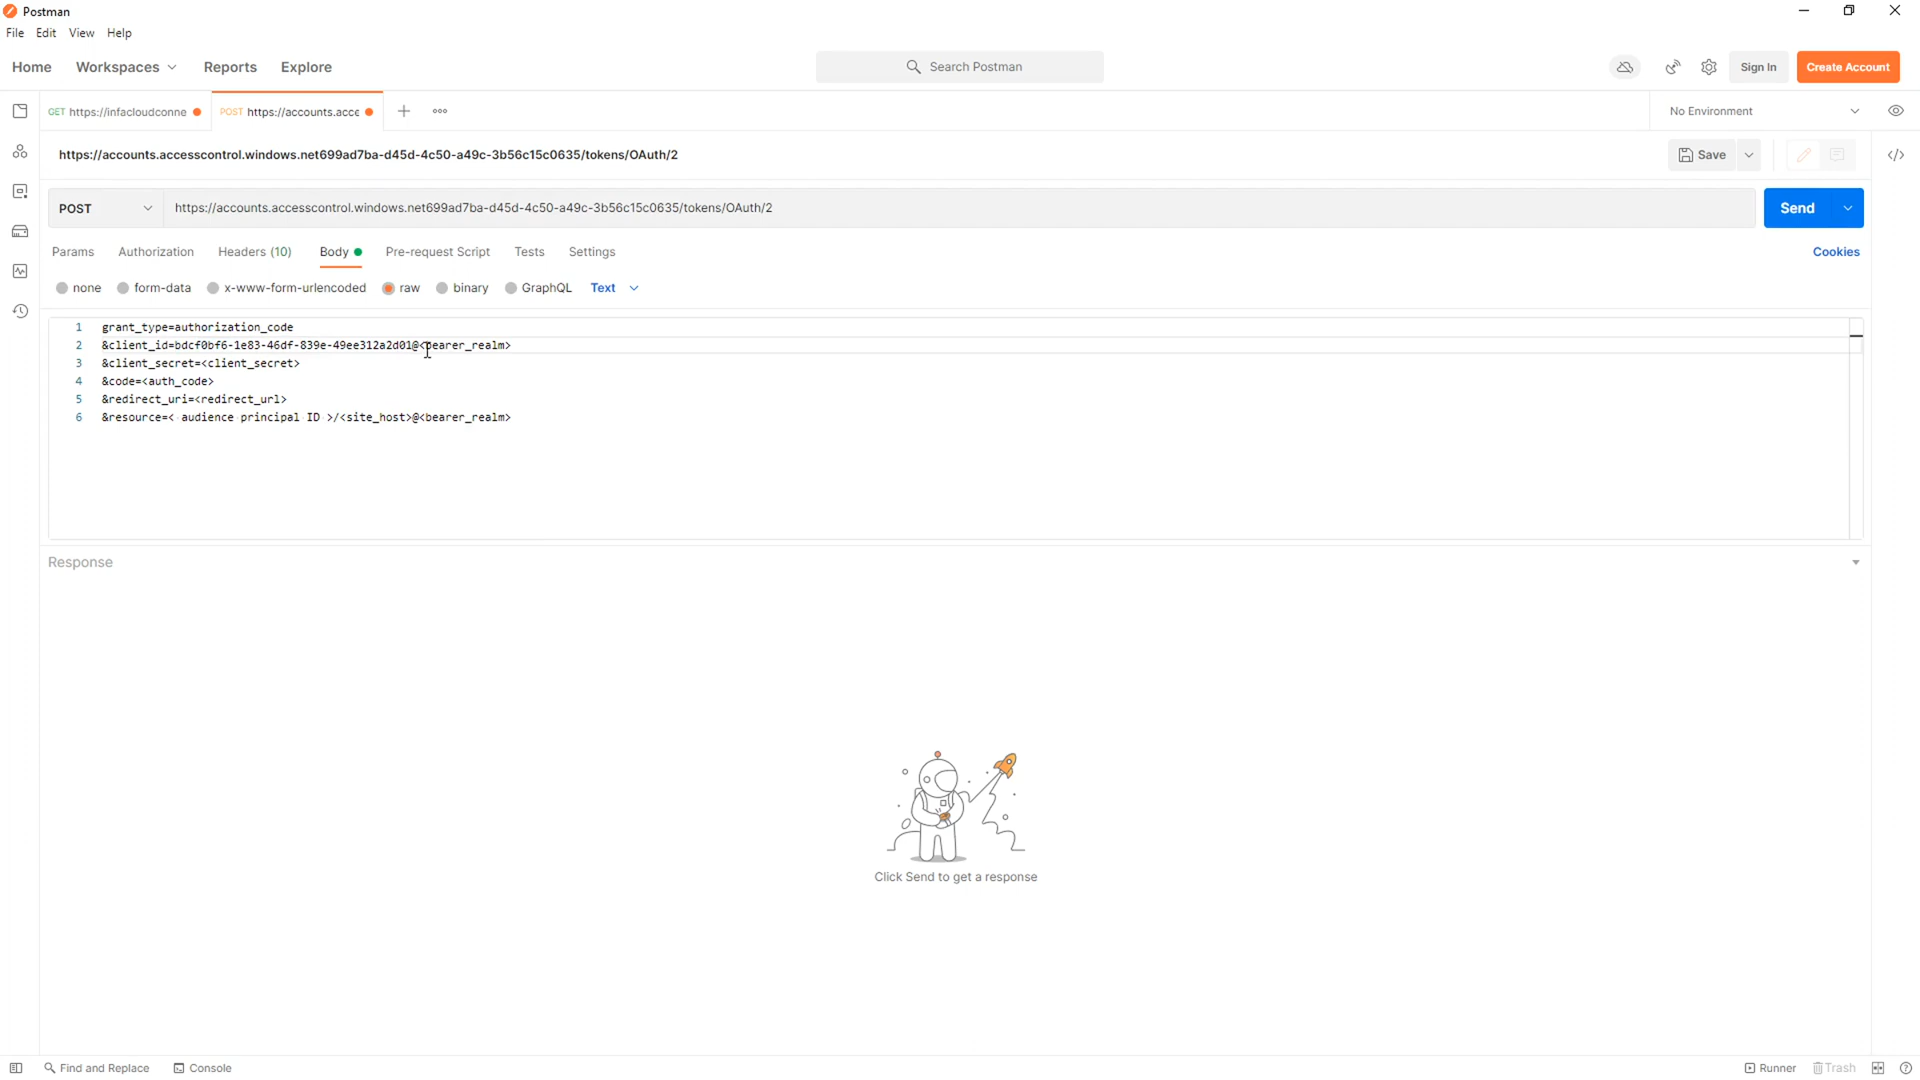 Postman
File Edit View Help
Home Workspaces Reports Explore
Search Postman
Sign In
Create Account
GET https://infacloudconne
POST https://accounts.acce
No Environment
https://accounts.accesscontrol.windows.net699ad7ba-d45d-4c50-a49c-3b56c15c0635/tokens/OAuth/2
Save
POST
https://accounts.accesscontrol.windows.net699ad7ba-d45d-4c50-a49c-3b56c15c0635/tokens/OAuth/2
Send
Params Authorization Headers (10) Body Pre-request Script Tests Settings
Cookies
none form-data x-www-form-urlencoded raw binary GraphQL Text
1 grant_type=authorization_code
2 &client_id=bdcf0bf6-1e83-46df-839e-49ee312a2d01@<bearer_realm>
3 &client_secret=<client_secret>
4 &code=<auth_code>
5 &redirect_uri=<redirect_url>
6 &resource=< audience principal ID >/<site_host>@<bearer_realm>
Response
Click Send to get a response
Find and Replace Console
Runner Trash